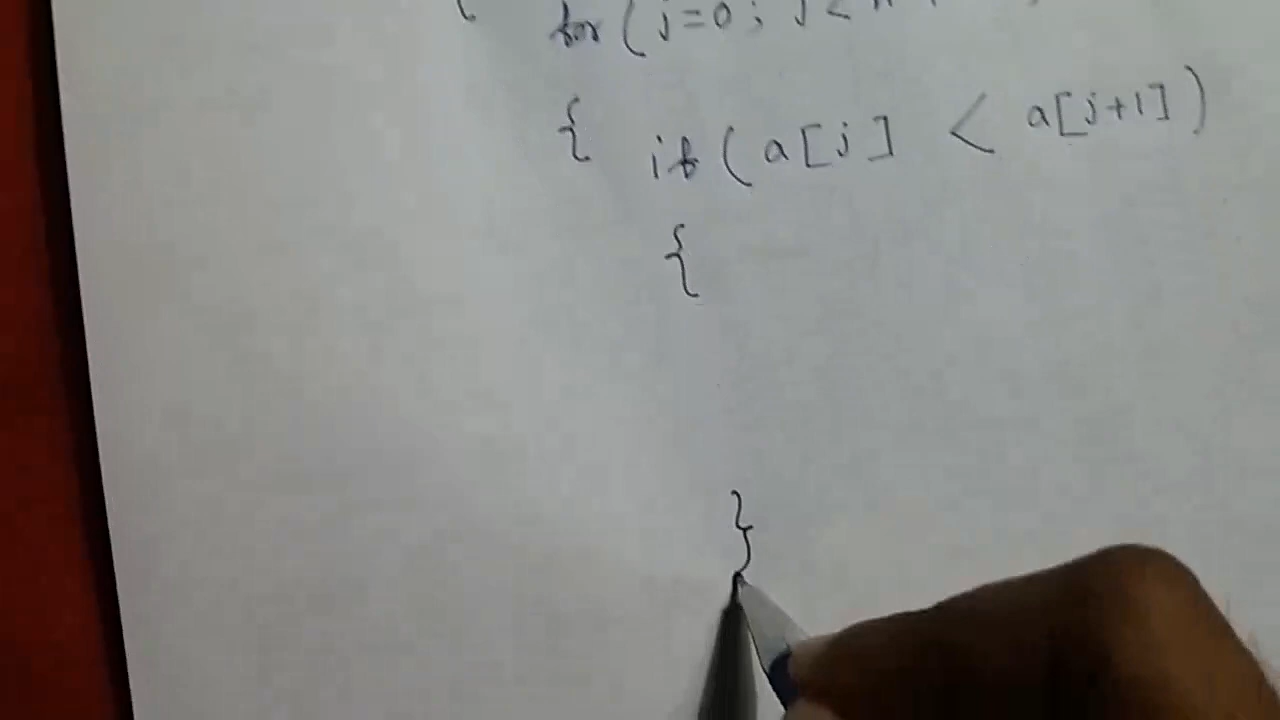 {
for (j=0; j<n
{ if (a[j] < a[j+1])
{
}